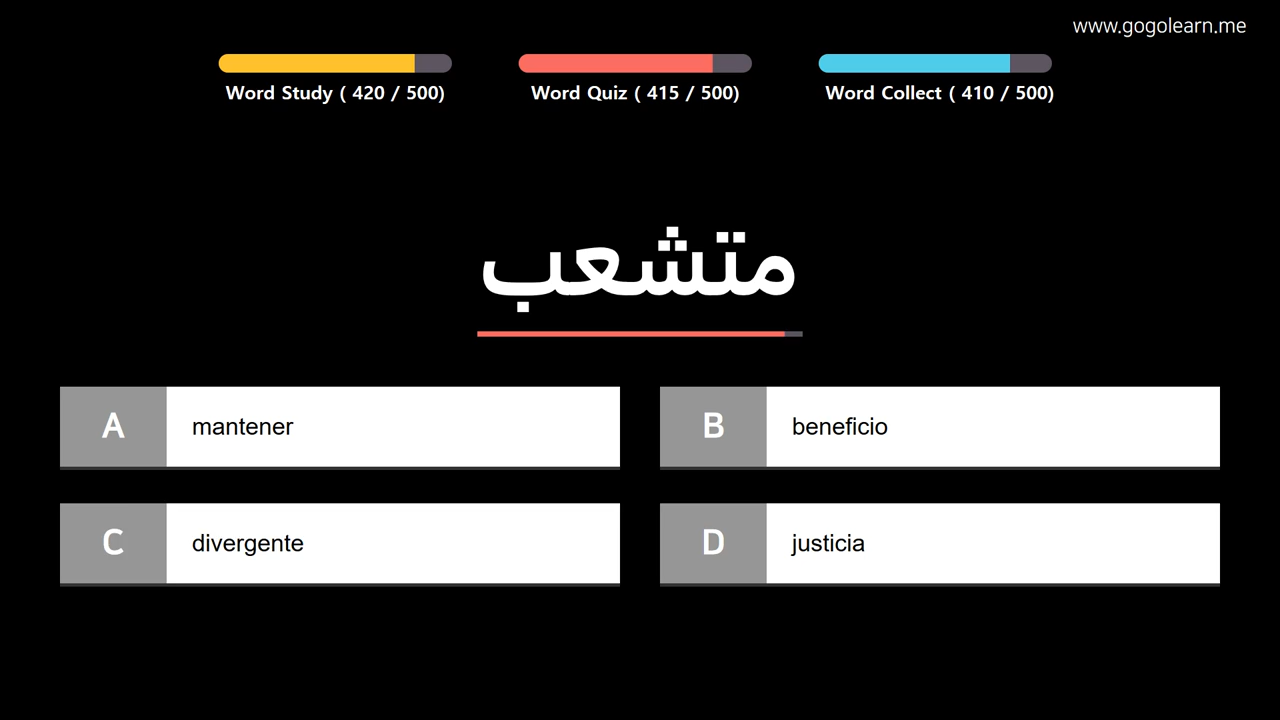 www.gogolearn.me
Word Study ( 420 / 500)
Word Quiz ( 415 / 500)
Word Collect ( 410 / 500)
متشعب
A mantener
B beneficio
C divergente
D justicia